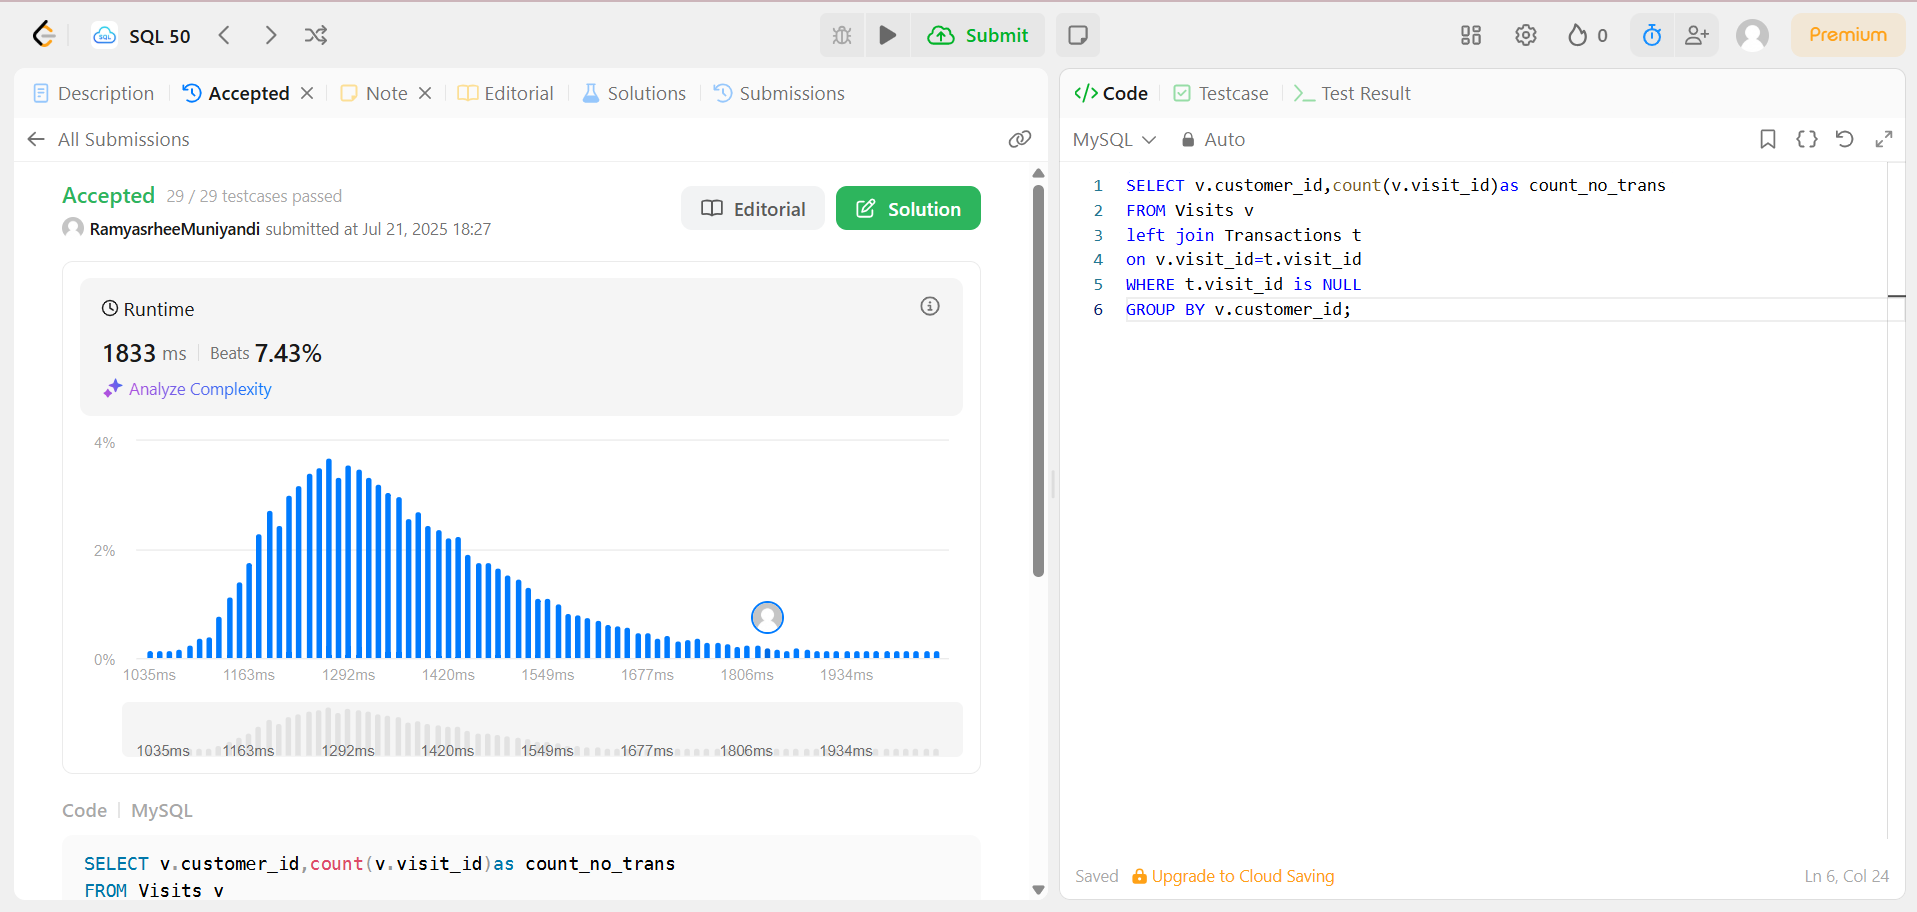 SQL 50
Submit
0
Premium
Description
Accepted
Note
Editorial
Solutions
Submissions
All Submissions
Accepted 29 / 29 testcases passed
RamyasrheeMuniyandi submitted at Jul 21, 2025 18:27
Editorial
Solution
Runtime
1833 ms Beats 7.43%
Analyze Complexity
4%
2%
0%
1035ms 1163ms 1292ms 1420ms 1549ms 1677ms 1806ms 1934ms
1035ms 1163ms 1292ms 1420ms 1549ms 1677ms 1806ms 1934ms
Code MySQL
SELECT v.customer_id,count(v.visit_id)as count_no_trans
FROM Visits v
</> Code
Testcase
Test Result
MySQL
Auto
1 SELECT v.customer_id,count(v.visit_id)as count_no_trans
2 FROM Visits v
3 left join Transactions t
4 on v.visit_id=t.visit_id
5 WHERE t.visit_id is NULL
6 GROUP BY v.customer_id;
Saved
Upgrade to Cloud Saving
Ln 6, Col 24